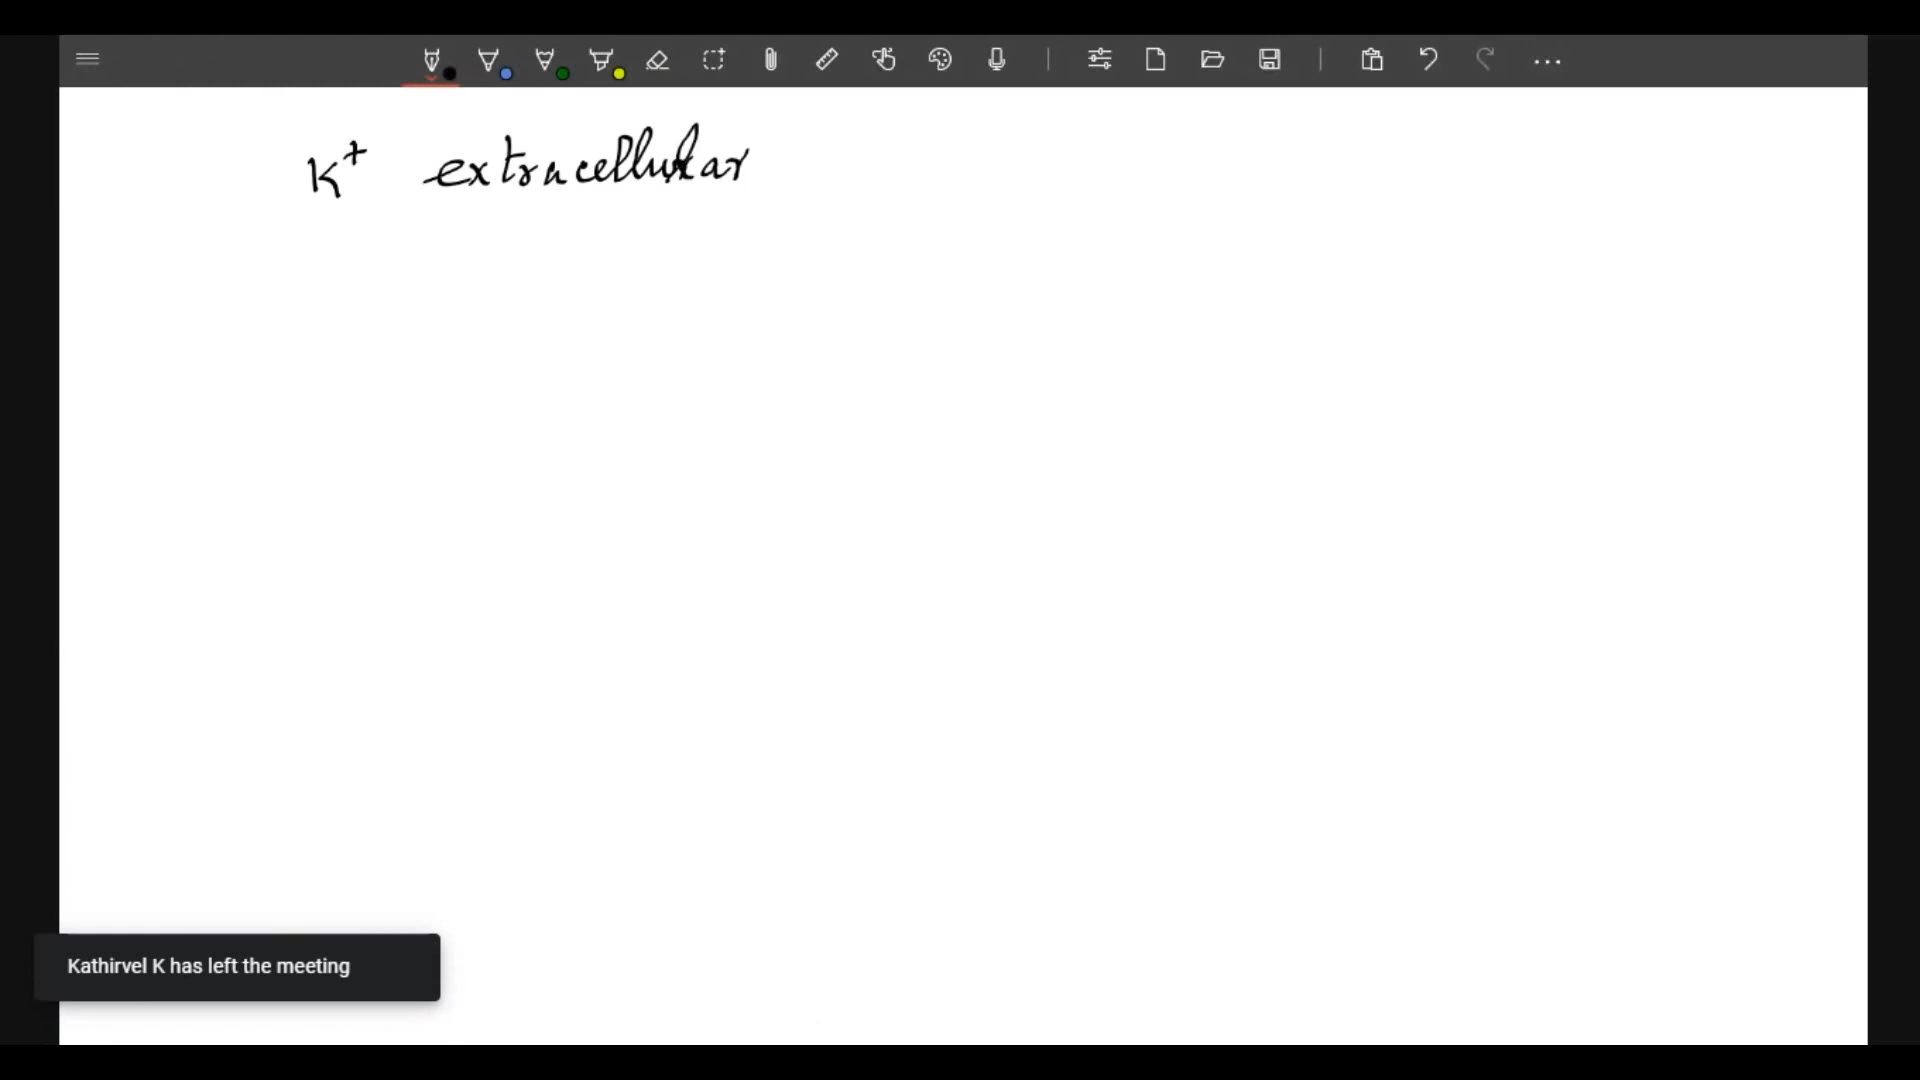 K+ extracellular
Kathirvel K has left the meeting